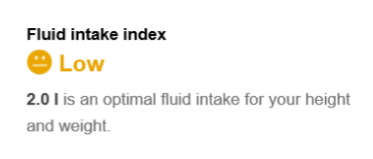 Fluid intake index
Low
2.0 l is an optimal fluid intake for your height
and weight.